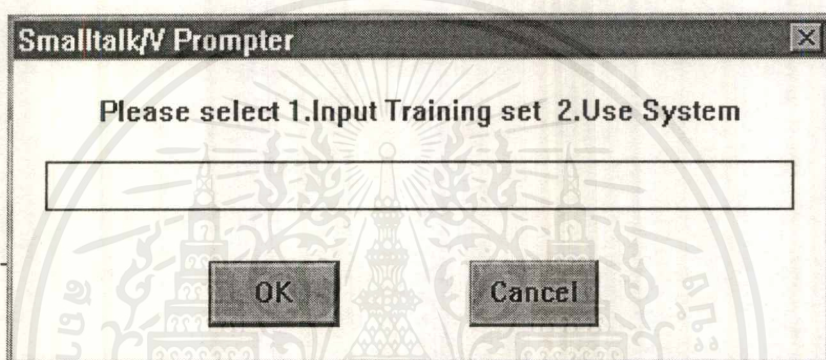 Smalltalk/V Prompter
Please select 1.Input Training set 2.Use System
OK
Cancel